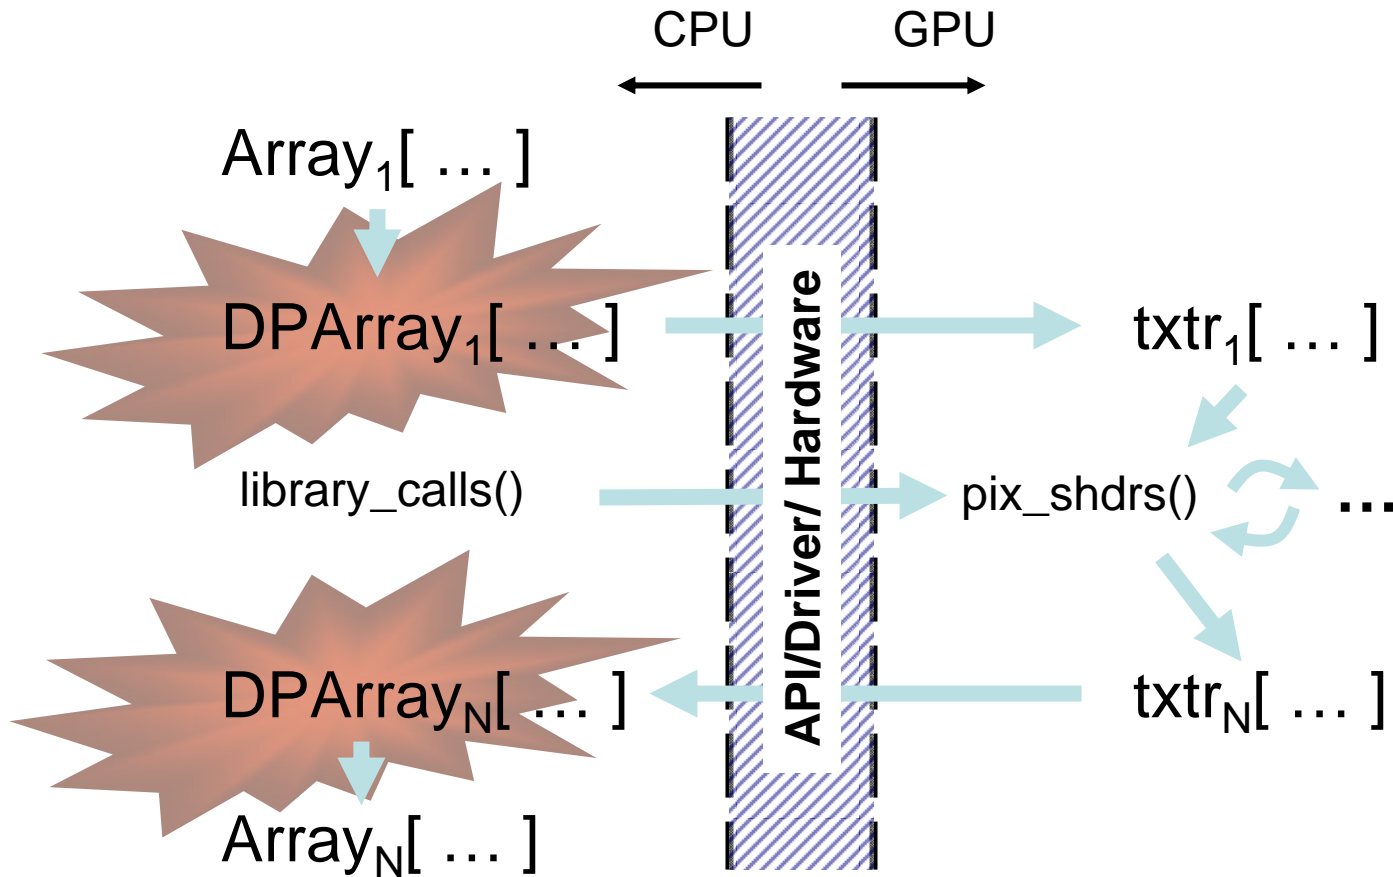 CPU GPU
Array1[ … ]
DPArray1[ … ] txtr1[ … ]
library_calls() pix_shdrs() …
DPArrayN[ … ] txtrN[ … ]
ArrayN[ … ]
API/Driver/ Hardware